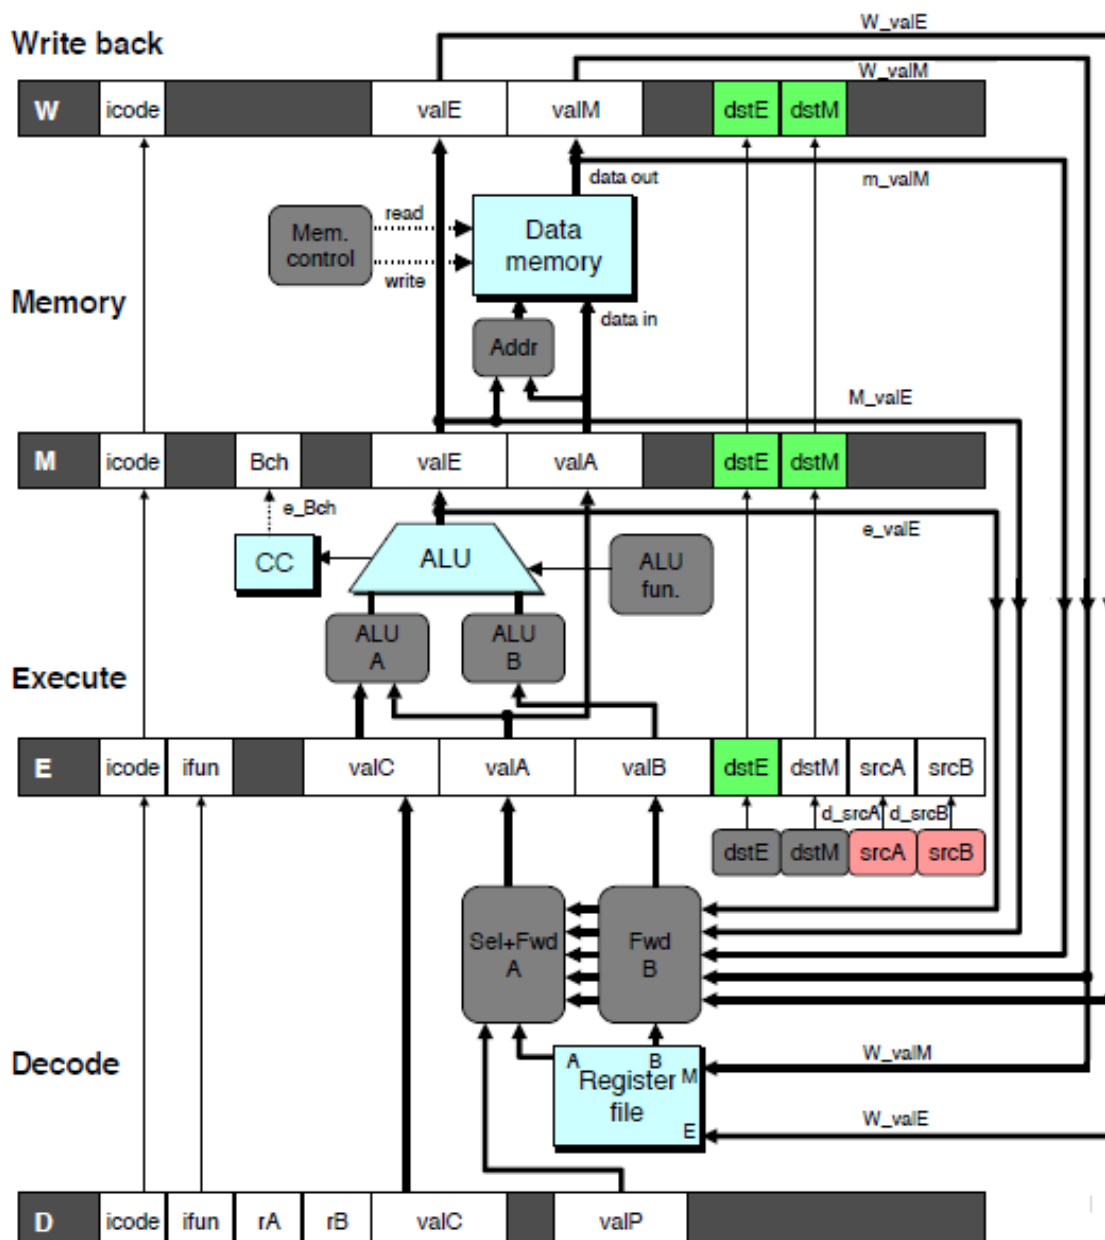 W_valE
Write back
W_valM
W icode valE valM dstE dstM
data out
m_valM
read
Mem.
control
Data
memory
write
Memory
data in
Addr
M_valE
M icode Bch valE valA dstE dstM
e_Bch
e_valE
CC
ALU
ALU
fun.
ALU
A
ALU
B
Execute
E icode ifun valC valA valB dstE dstM srcA srcB
d_srcA d_srcB
dstE dstM srcA srcB
Sel+Fwd
A
Fwd
B
Decode
A B
W_valM
Register M
file
W_valE
E
D icode ifun rA rB valC valP